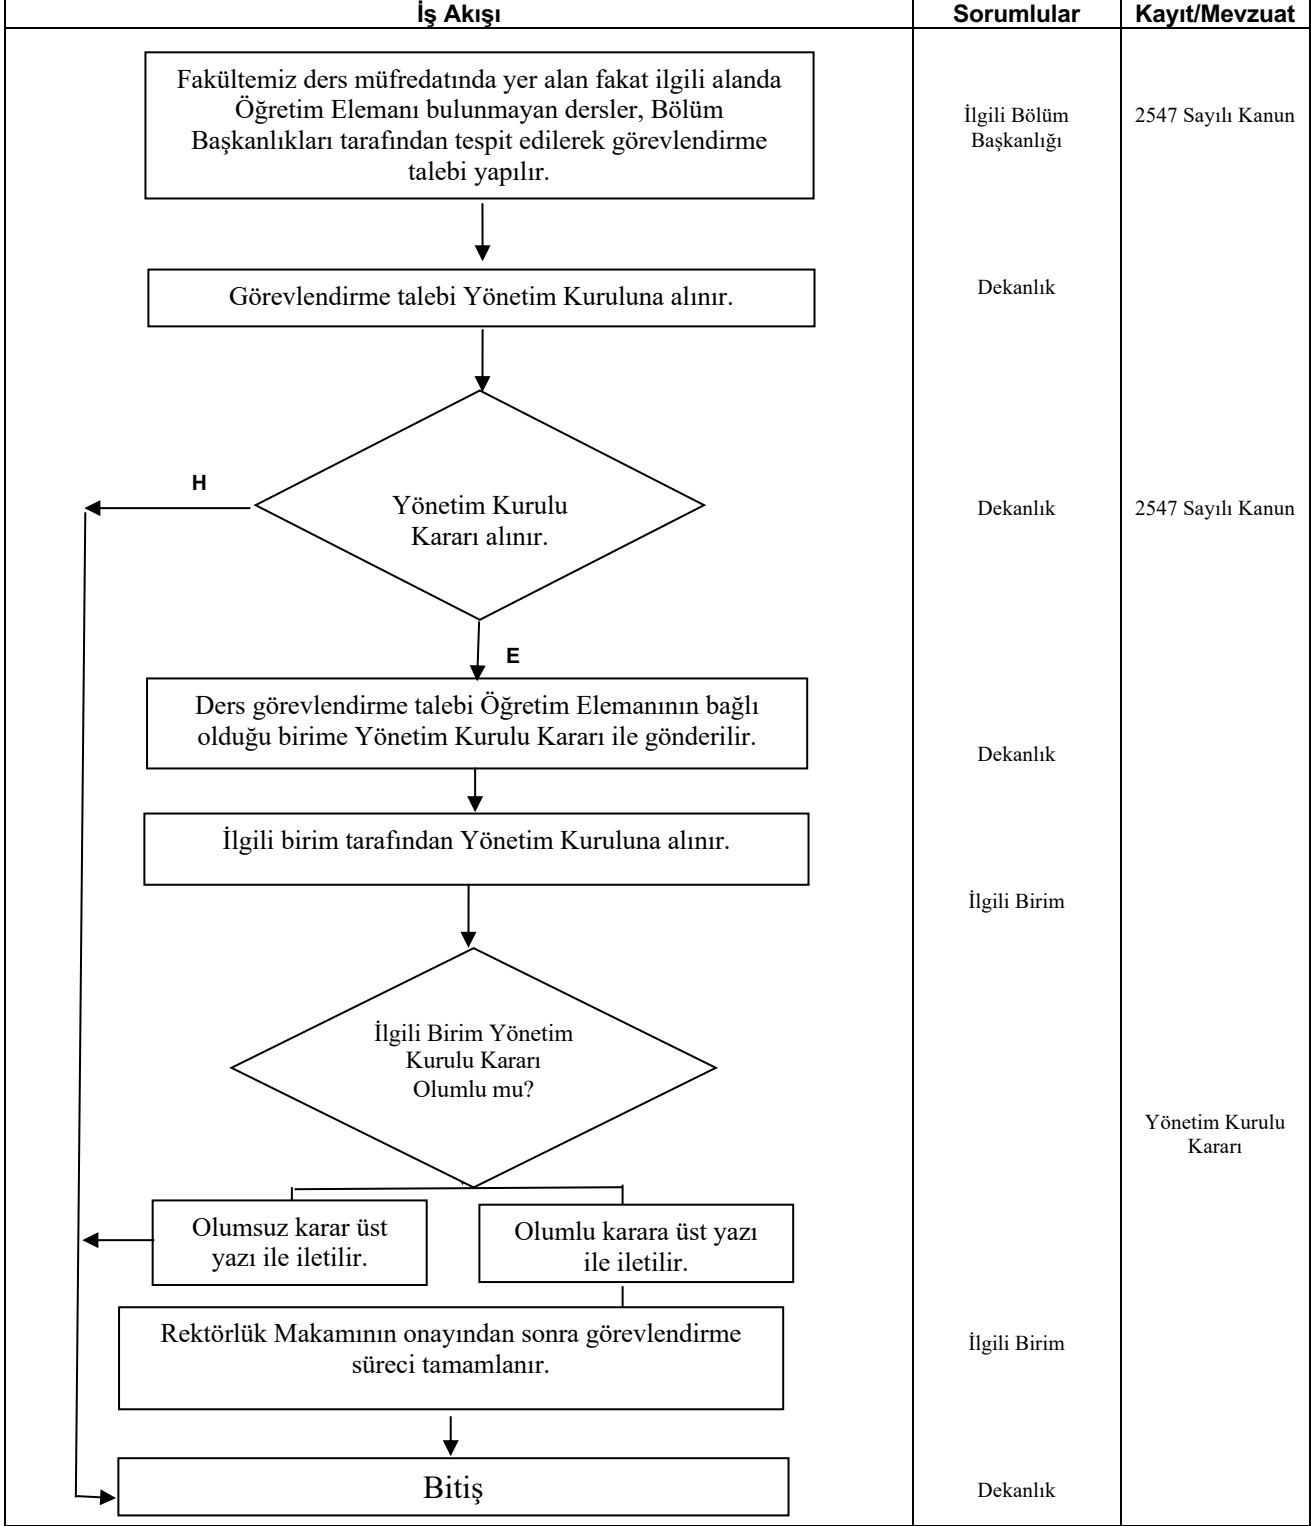 İş Akışı
Sorumlular
Kayıt/Mevzuat
Fakültemiz ders müfredatında yer alan fakat ilgili alanda
Öğretim Elemanı bulunmayan dersler, Bölüm
Başkanlıkları tarafından tespit edilerek görevlendirme
talebi yapılır.
İlgili Bölüm
Başkanlığı
2547 Sayılı Kanun
Görevlendirme talebi Yönetim Kuruluna alınır.
Dekanlık
H
Yönetim Kurulu
Kararı alınır.
Dekanlık
2547 Sayılı Kanun
E
Ders görevlendirme talebi Öğretim Elemanının bağlı
olduğu birime Yönetim Kurulu Kararı ile gönderilir.
Dekanlık
İlgili birim tarafından Yönetim Kuruluna alınır.
İlgili Birim
İlgili Birim Yönetim
Kurulu Kararı
Olumlu mu?
Yönetim Kurulu
Kararı
Olumsuz karar üst
yazı ile iletilir.
Olumlu karara üst yazı
ile iletilir.
Rektörlük Makamının onayından sonra görevlendirme
süreci tamamlanır.
İlgili Birim
Bitiş
Dekanlık